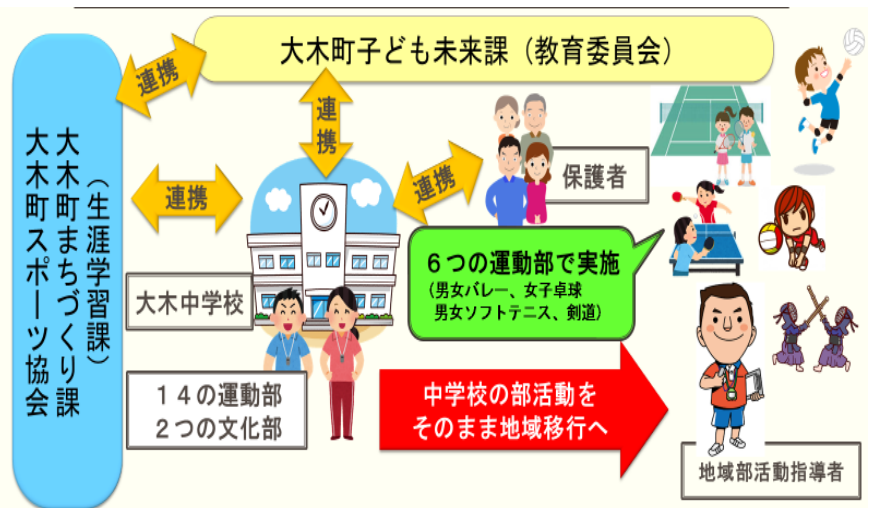 大木町子ども未来課（教育委員会）
（生涯学習課）
大木町まちづくり課
大木町スポーツ協会
連携
連携
連携
連携
保護者
大木中学校
６つの運動部で実施
（男女バレー、女子卓球
男女ソフトテニス、剣道）
１４の運動部
２つの文化部
中学校の部活動を
そのまま地域移行へ
地域部活動指導者